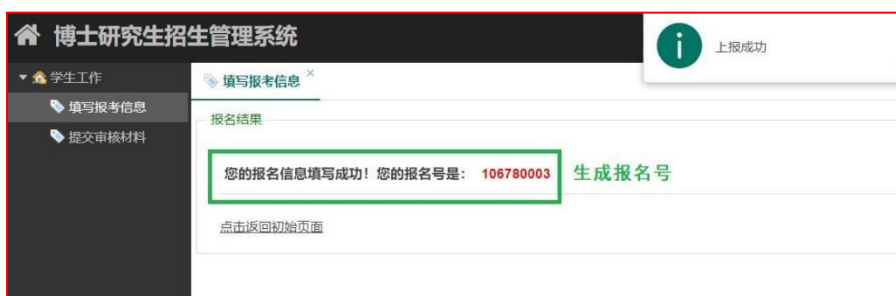 博士研究生招生管理系统
上报成功
学生工作
填写报考信息
提交审核材料
填写报考信息
报名结果
您的报名信息填写成功！您的报名号是： 106780003
生成报名号
点击返回初始页面